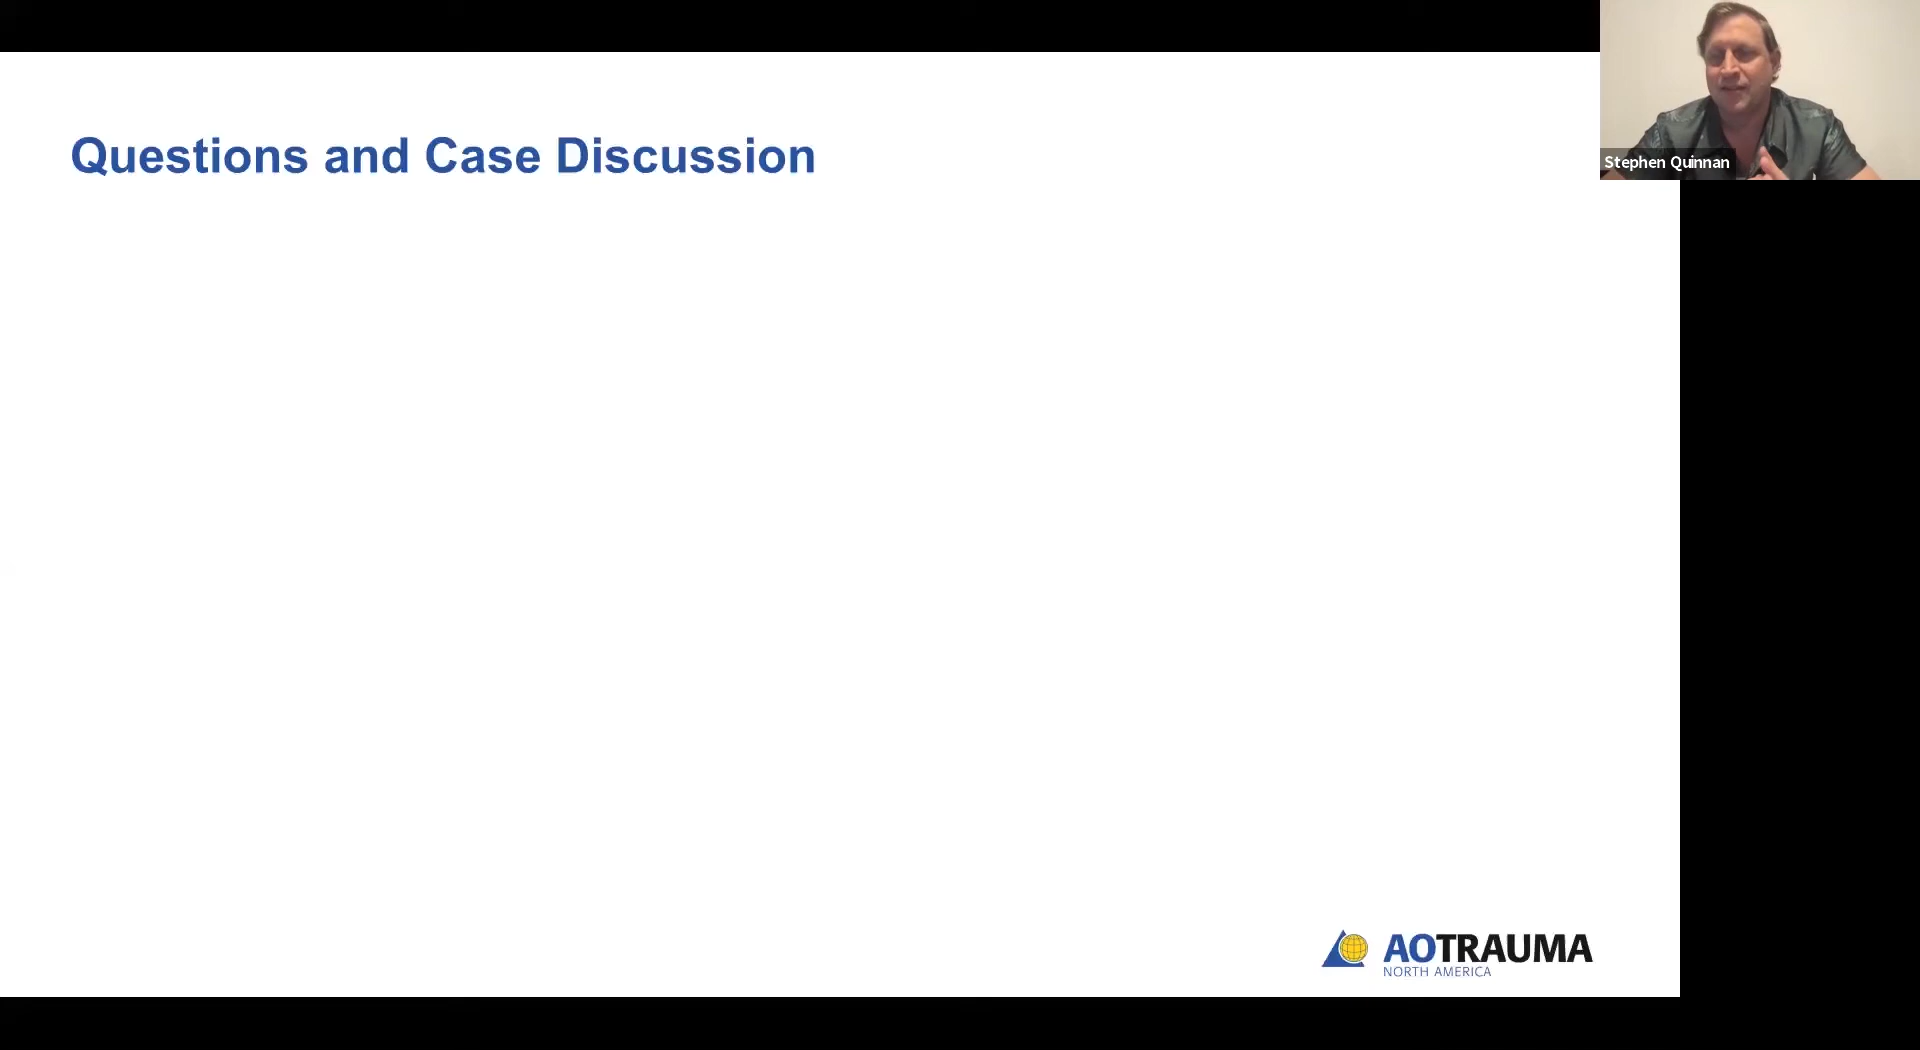 Questions and Case Discussion
Stephen Quinnan
AOTRAUMA
NORTH AMERICA